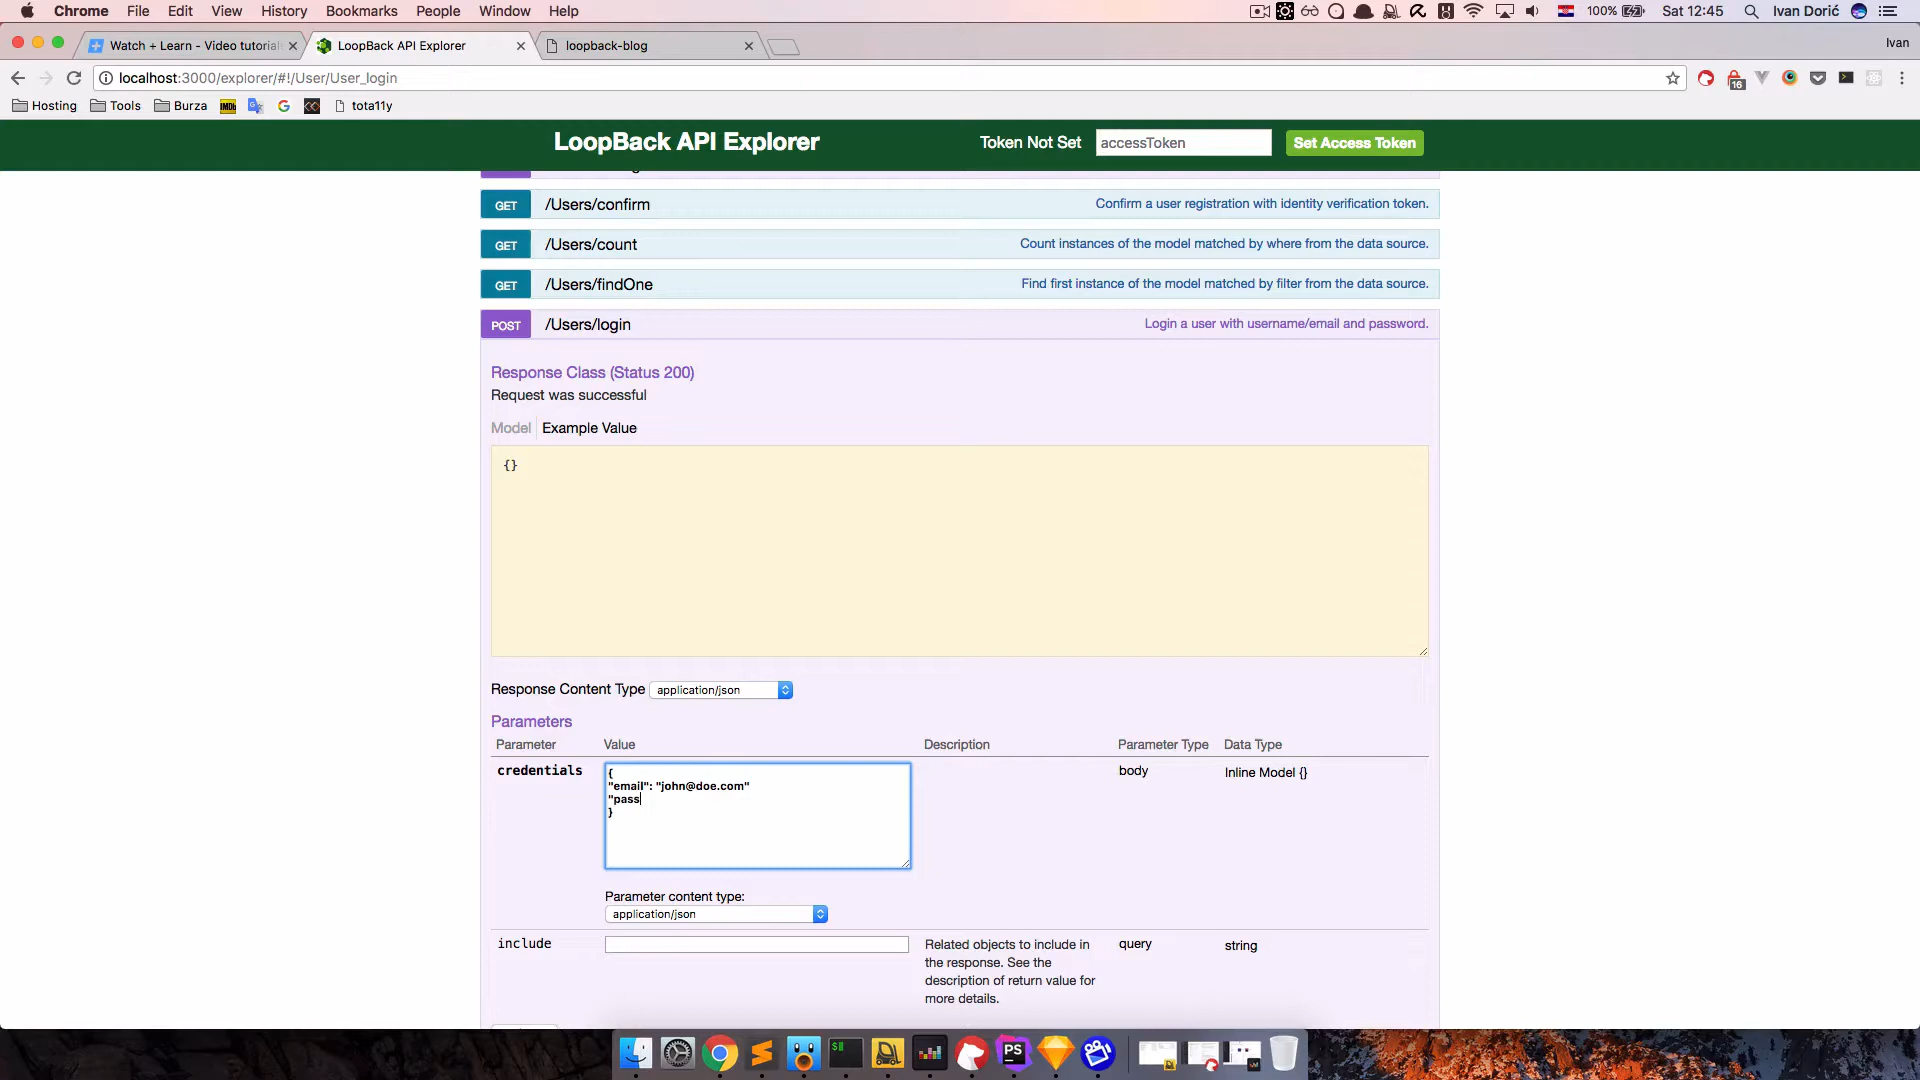 Chrome File Edit View History Bookmarks People Window Help 100% Sat 12:45 Ivan Dorić
Watch + Learn - Video tutorial LoopBack API Explorer loopback-blog Ivan
localhost:3000/explorer/#!/User/User_login 16
Hosting Tools Burza IMDb G tota11y
LoopBack API Explorer Token Not Set accessToken Set Access Token
GET /Users/confirm Confirm a user registration with identity verification token.
GET /Users/count Count instances of the model matched by where from the data source.
GET /Users/findOne Find first instance of the model matched by filter from the data source.
POST /Users/login Login a user with username/email and password.
Response Class (Status 200)
Request was successful
Model Example Value
{}
Response Content Type application/json
Parameters
Parameter Value Description Parameter Type Data Type
credentials { body Inline Model {}
"email": "john@doe.com"
"pass
}
Parameter content type:
application/json
include Related objects to include in query string
the response. See the
description of return value for
more details.
PS